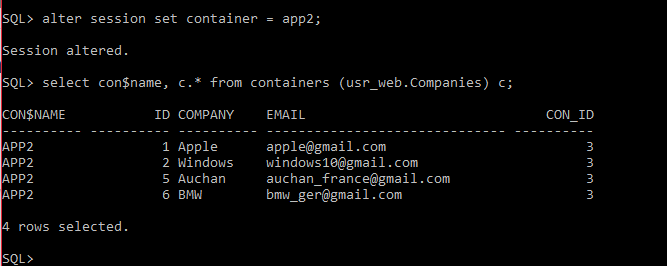 SQL> alter session set container = app2;
Session altered.
SQL> select con$name, c.* from containers (usr_web.Companies) c;
CON$NAME ID COMPANY EMAIL CON_ID
---------- ---------- ---------- ------------------------------ ----------
APP2 1 Apple apple@gmail.com 3
APP2 2 Windows windows10@gmail.com 3
APP2 5 Auchan auchan_france@gmail.com 3
APP2 6 BMW bmw_ger@gmail.com 3
4 rows selected.
SQL>